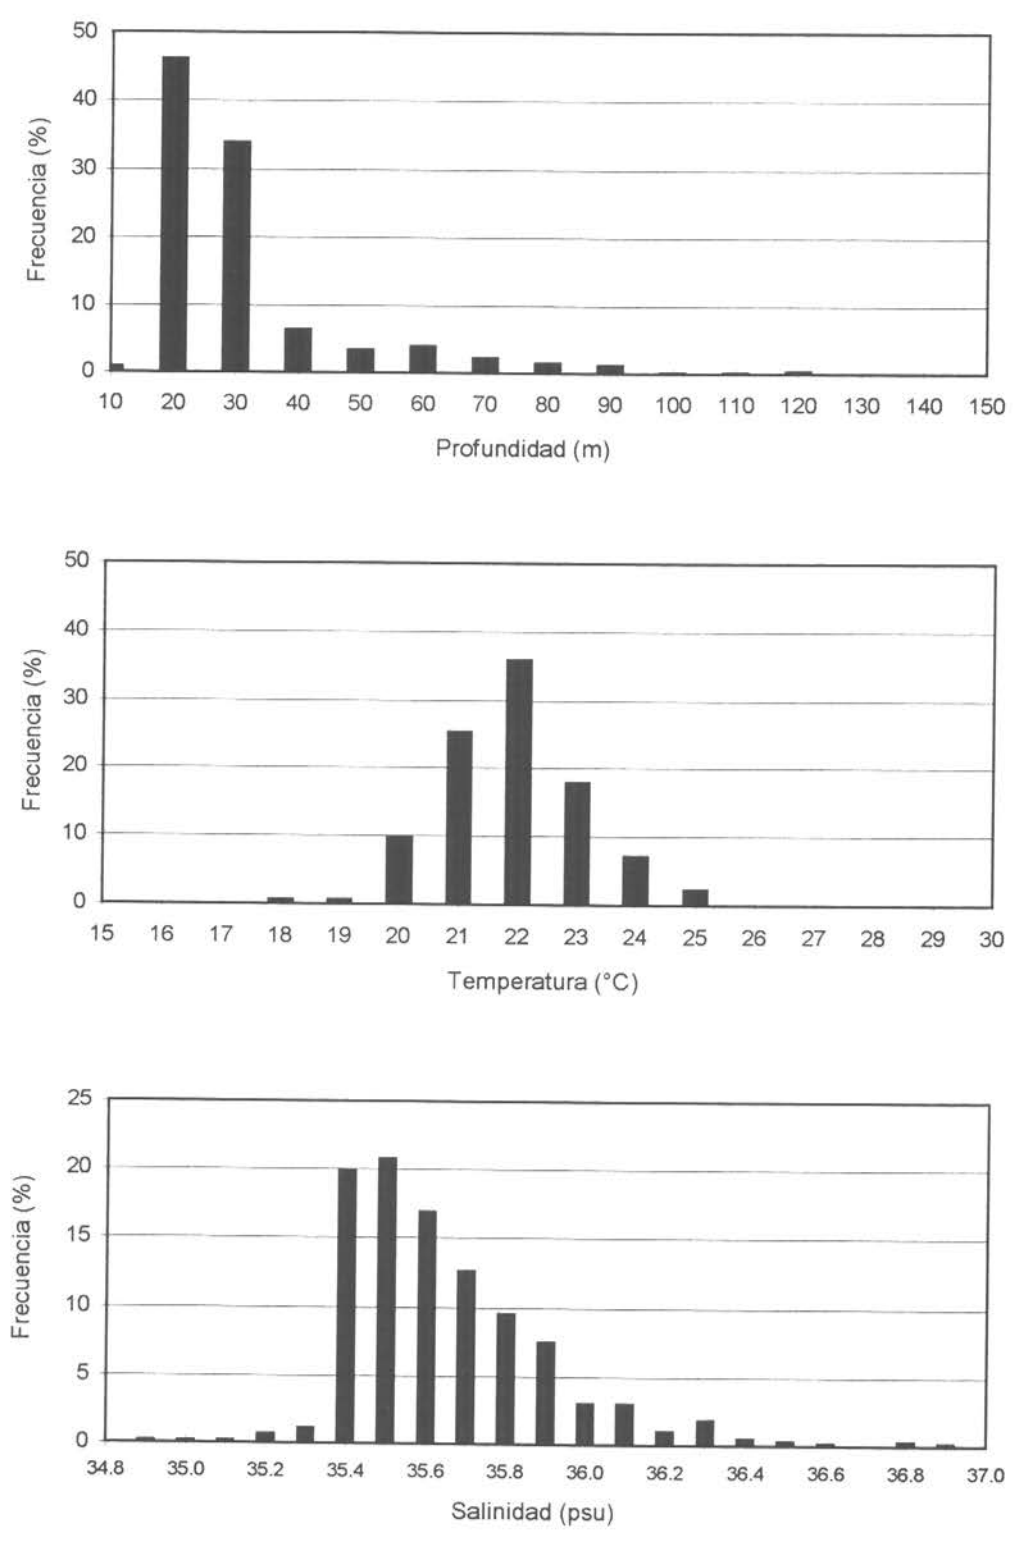 50
40
30
20
10
0
Frecuencia (%)
10 20 30 40 50 60 70 80 90 100 110 120 130 140 150
Profundidad (m)
50
40
30
20
10
0
Frecuencia (%)
15 16 17 18 19 20 21 22 23 24 25 26 27 28 29 30
Temperatura (°C)
25
20
15
10
5
0
Frecuencia (%)
34.8 35.0 35.2 35.4 35.6 35.8 36.0 36.2 36.4 36.6 36.8 37.0
Salinidad (psu)